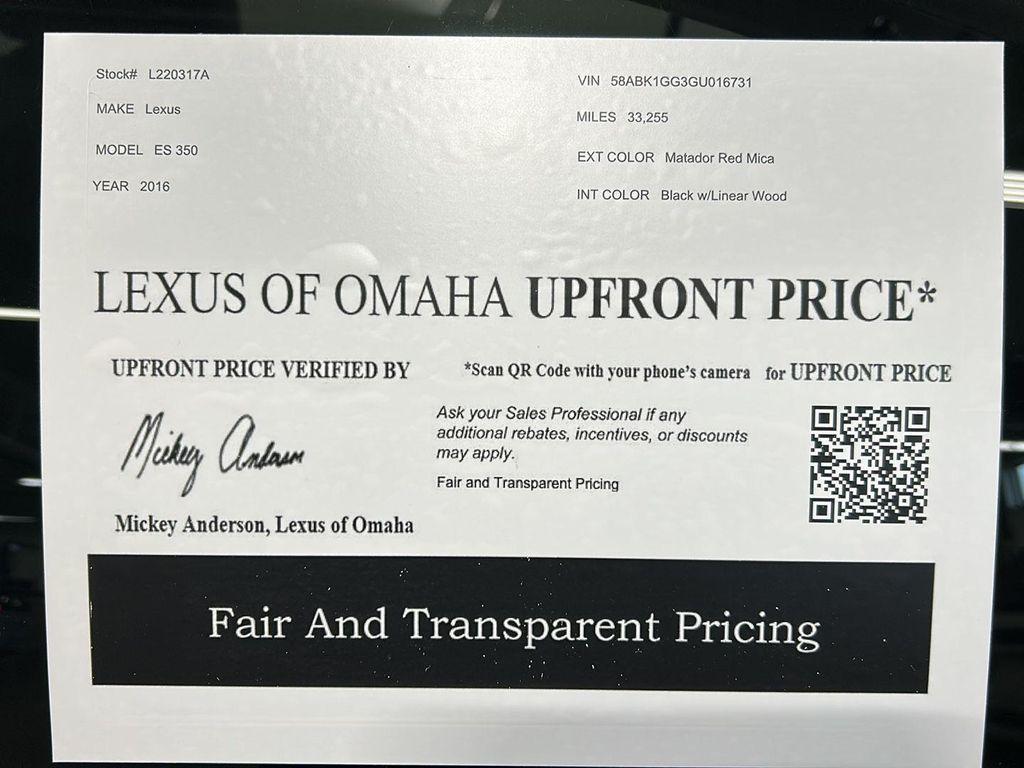 Stock# L220317A
VIN 58ABK1GG3GU016731
MAKE Lexus
MILES 33,255
MODEL ES 350
EXT COLOR Matador Red Mica
YEAR 2016
INT COLOR Black w/Linear Wood
LEXUS OF OMAHA UPFRONT PRICE*
UPFRONT PRICE VERIFIED BY
*Scan QR Code with your phone's camera for UPFRONT PRICE
Mickey Anderson
Ask your Sales Professional if any
additional rebates, incentives, or discounts
may apply.
Fair and Transparent Pricing
Mickey Anderson, Lexus of Omaha
Fair And Transparent Pricing